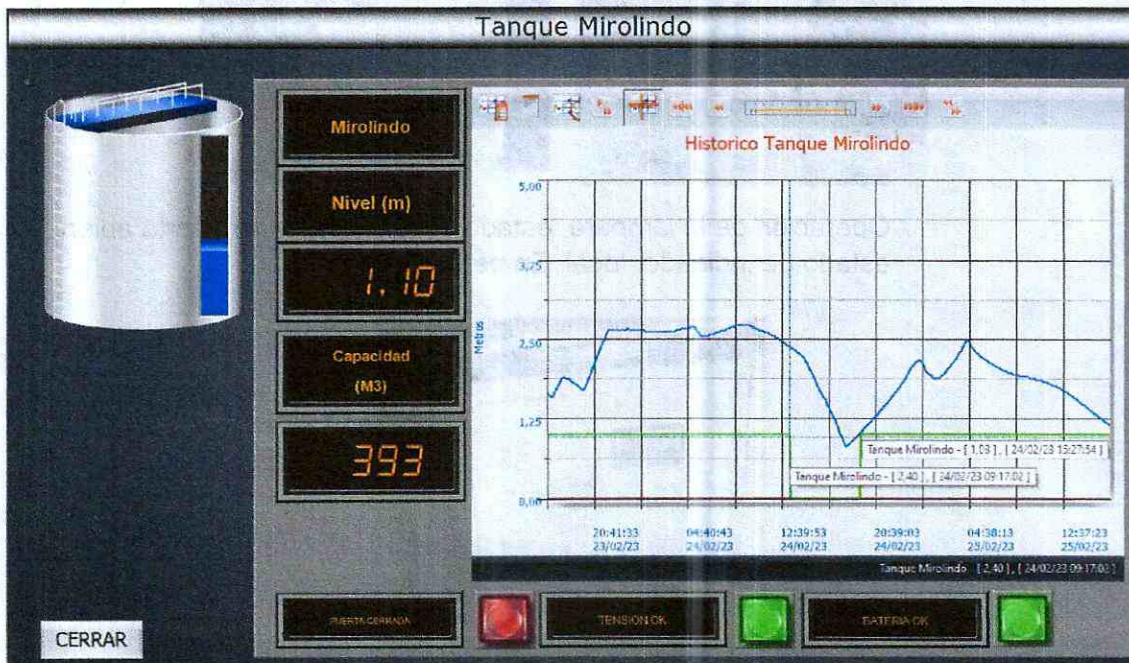 Tanque Mirolindo
Mirolindo
Nivel (m)
1.10
Capacidad
(M3)
393
Historico Tanque Mirolindo
Metros
5,00
3,75
2,50
1,25
0,00
Tanque Mirolindo - [ 1,03 ] , [ 24/02/23 15:27:54 ]
Tanque Mirolindo - [ 2,40 ] , [ 24/02/23 09:17:02 ]
20:41:33 04:40:43 12:39:53 20:39:03 04:38:13 12:37:23
23/02/23 24/02/23 24/02/23 24/02/23 25/02/23 25/02/23
Tanque Mirolindo - [ 2,40 ] , [ 24/02/23 09:17:02 ]
PUERTA CERRADA
TENSION OK
BATERIA OK
CERRAR